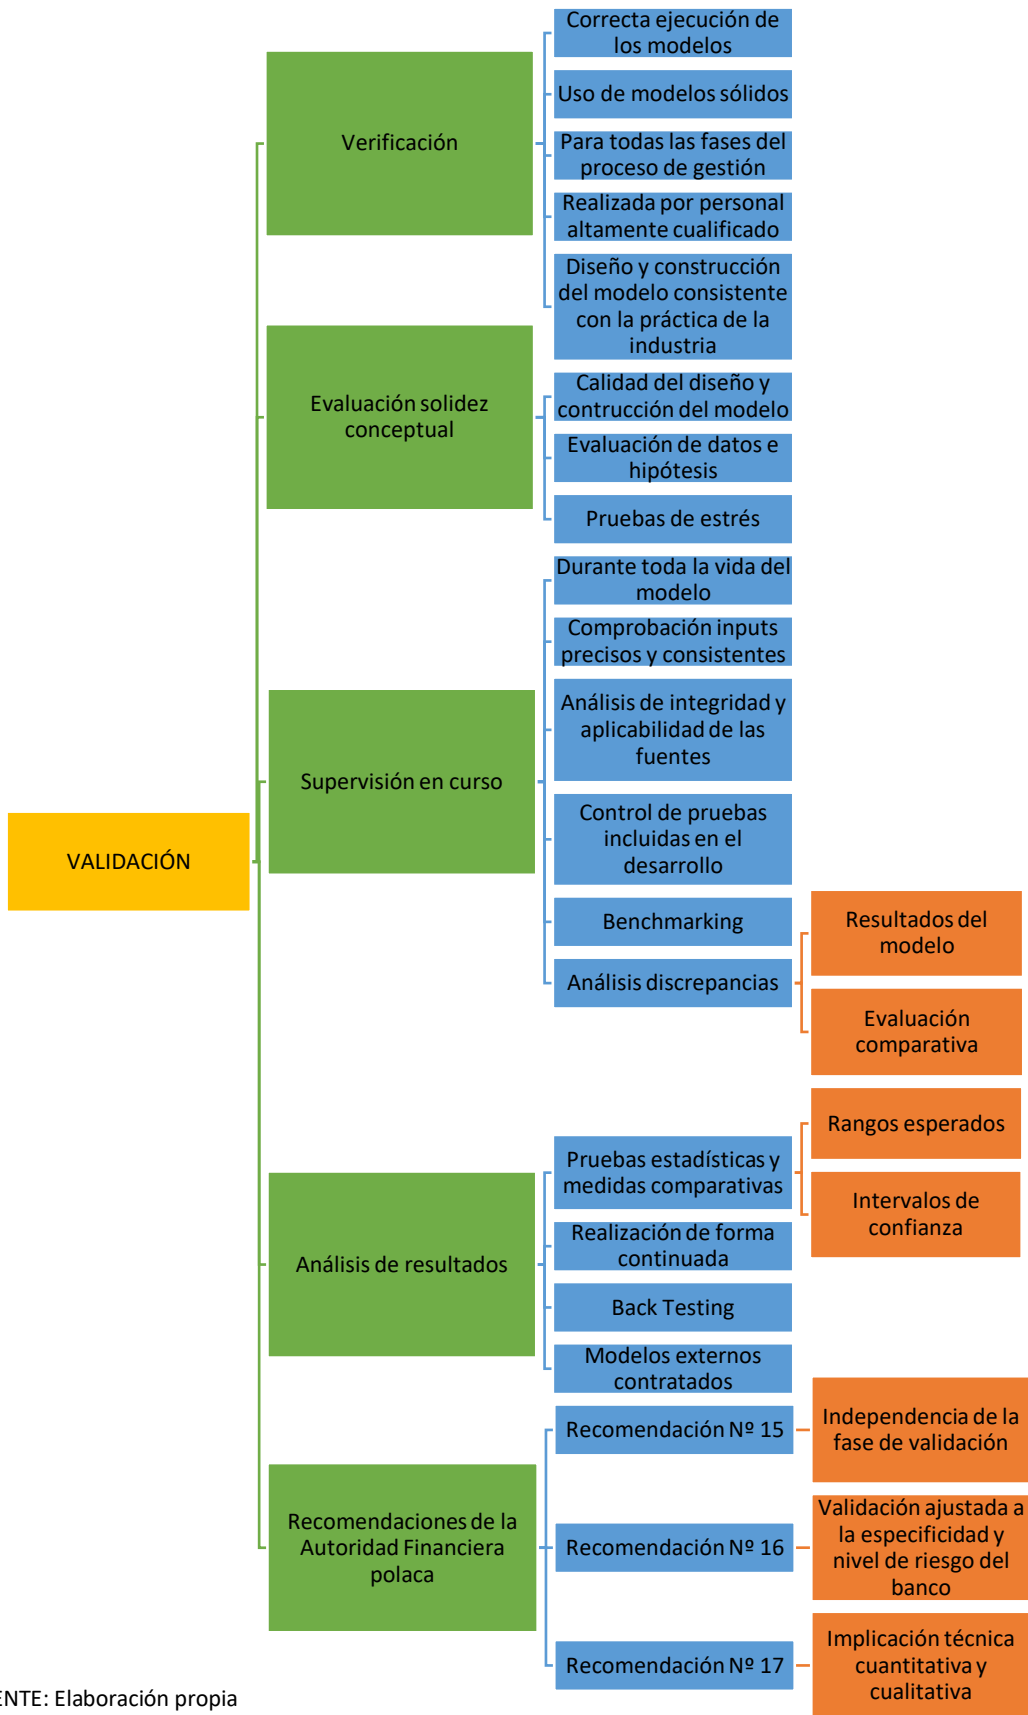 Correcta ejecución de
los modelos
Uso de modelos sólidos
Verificación
Para todas las fases del
proceso de gestión
Realizada por personal
altamente cualificado
Diseño y construcción
del modelo consistente
con la práctica de la
industria
Evaluación solidez
conceptual
Calidad del diseño y
contrucción del modelo
Evaluación de datos e
hipótesis
Pruebas de estrés
Durante toda la vida del
modelo
Comprobación inputs
precisos y consistentes
Análisis de integridad y
aplicabilidad de las
fuentes
Supervisión en curso
Control de pruebas
incluidas en el
desarrollo
VALIDACIÓN
Benchmarking
Análisis discrepancias
Resultados del
modelo
Evaluación
comparativa
Rangos esperados
Pruebas estadísticas y
medidas comparativas
Intervalos de
confianza
Realización de forma
continuada
Análisis de resultados
Back Testing
Modelos externos
contratados
Recomendación Nº 15
Independencia de la
fase de validación
Recomendaciones de la
Autoridad Financiera
polaca
Recomendación Nº 16
Validación ajustada a
la especificidad y
nivel de riesgo del
banco
Recomendación Nº 17
Implicación técnica
cuantitativa y
cualitativa
ENTE: Elaboración propia